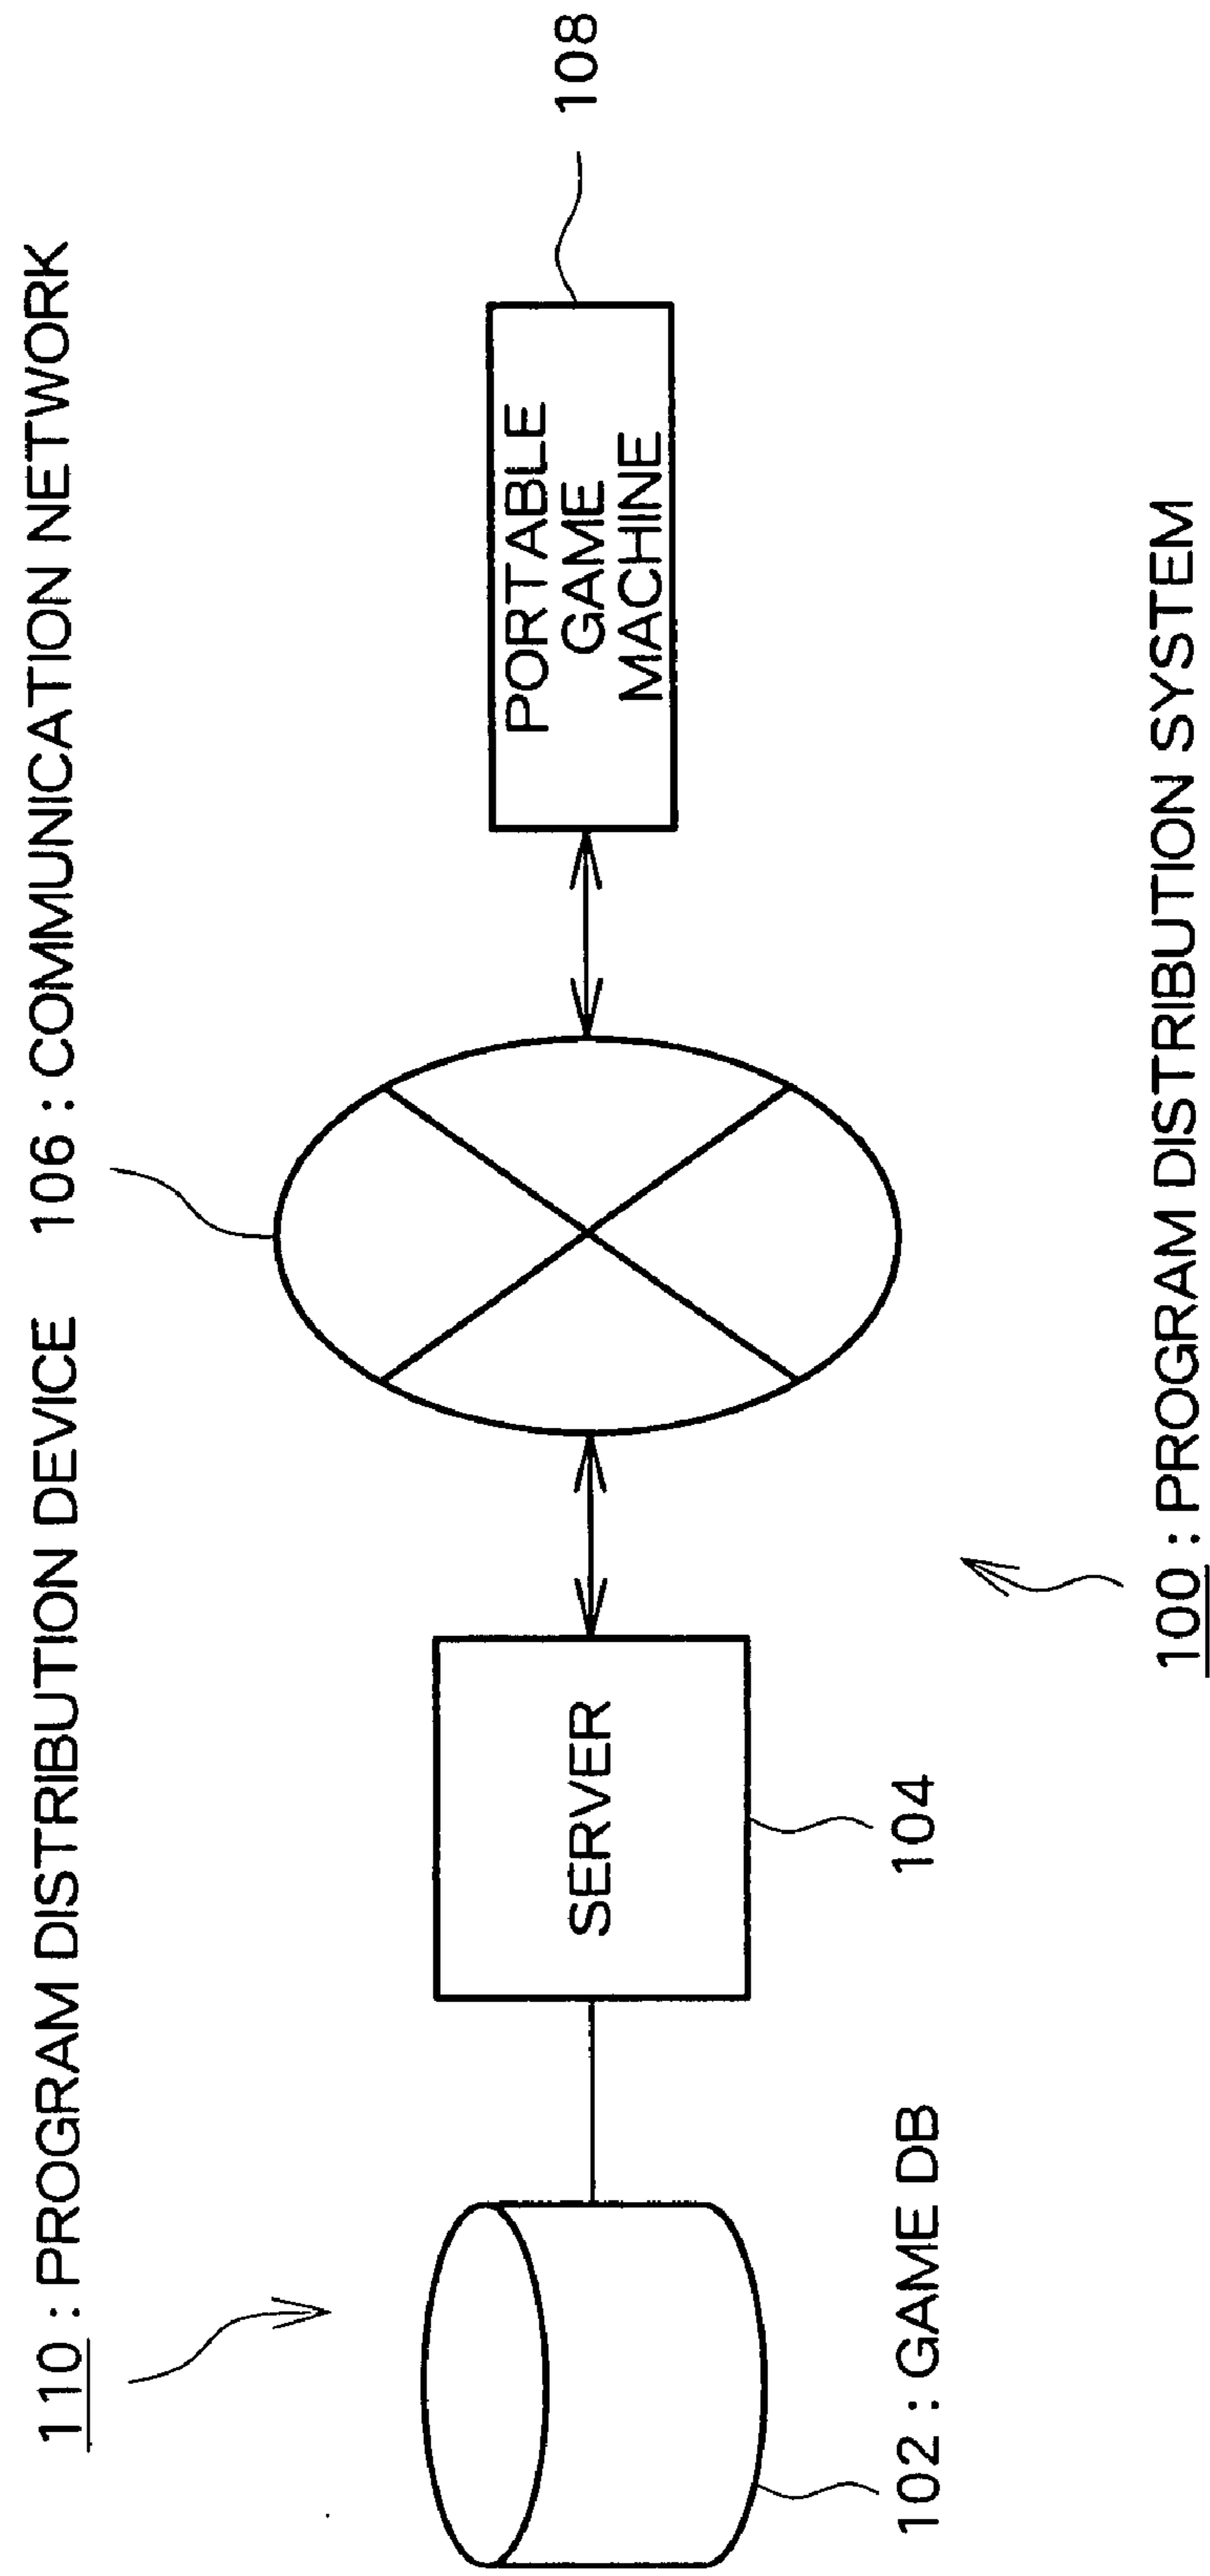 110 : PROGRAM DISTRIBUTION DEVICE
106 : COMMUNICATION NETWORK
108
PORTABLE
GAME
MACHINE
SERVER
104
102 : GAME DB
100 : PROGRAM DISTRIBUTION SYSTEM